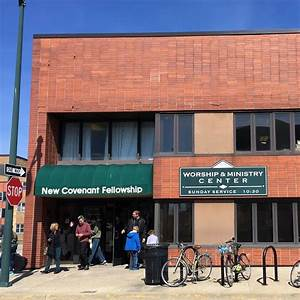 New Covenant Fellowship
WORSHIP & MINISTRY
CENTER
SUNDAY SERVICE 10:30
STOP